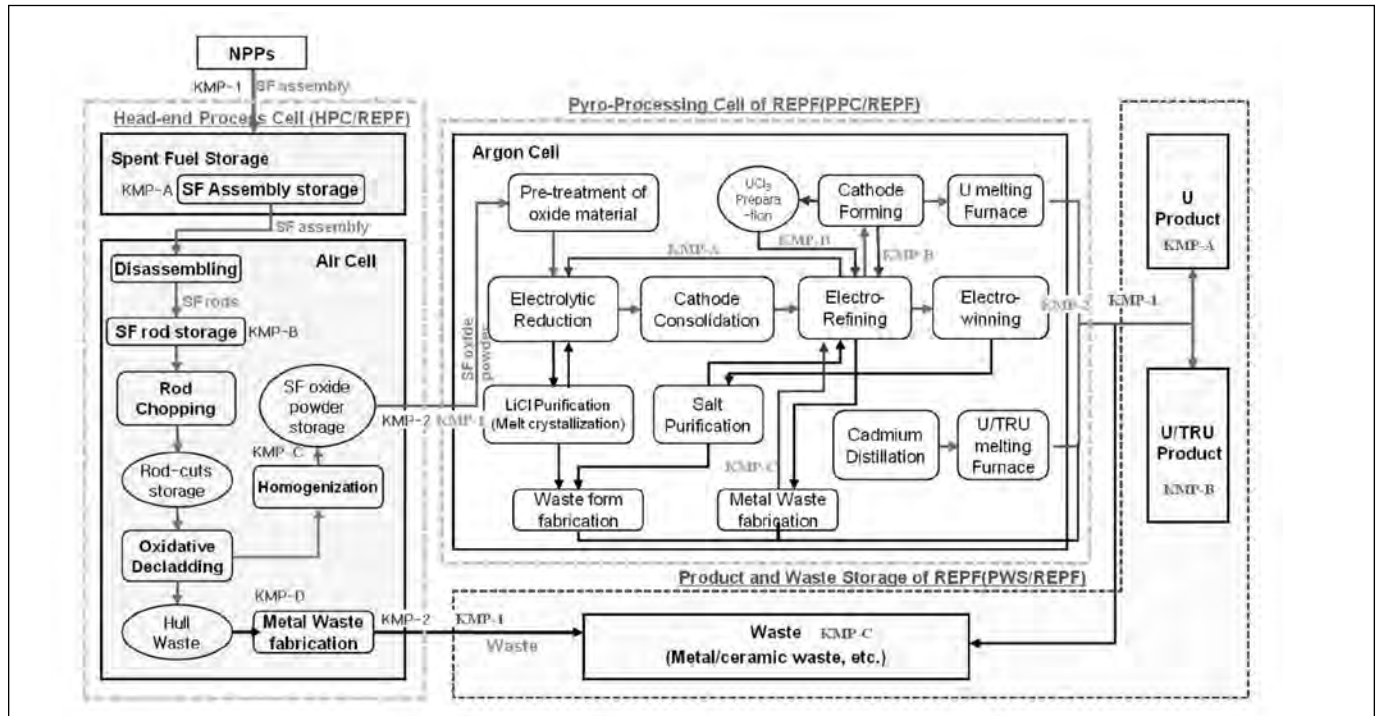 NPPs
KMP-1
SF assembly
Head-end Process Cell (HPC/REPF)
Spent Fuel Storage
KMP-A
SF Assembly storage
SF assembly
Air Cell
Disassembling
SF rods
SF rod storage
KMP-B
Rod
Chopping
SF oxide
powder
storage
KMP-C
Rod-cuts
storage
Homogenization
Oxidative
Decladding
KMP-D
Hull
Waste
Metal Waste
fabrication
KMP-2
KMP-2
Pyro-Processing Cell of REPF(PPC/REPF)
Argon Cell
Pre-treatment of
oxide material
UCl₃
Prepara
-tion
Cathode
Forming
U melting
Furnace
KMP-A
KMP-B
KMP-B
Electrolytic
Reduction
Cathode
Consolidation
Electro-
Refining
Electro-
winning
KMP-2
SF oxide
powder
KMP-1
LiCl Purification
(Melt crystallization)
Salt
Purification
Cadmium
Distillation
U/TRU
melting
Furnace
KMP-C
Waste form
fabrication
Metal Waste
fabrication
Product and Waste Storage of REPF(PWS/REPF)
KMP-1
U
Product
KMP-A
U/TRU
Product
KMP-B
KMP-1
Waste
Waste KMP-C
(Metal/ceramic waste, etc.)